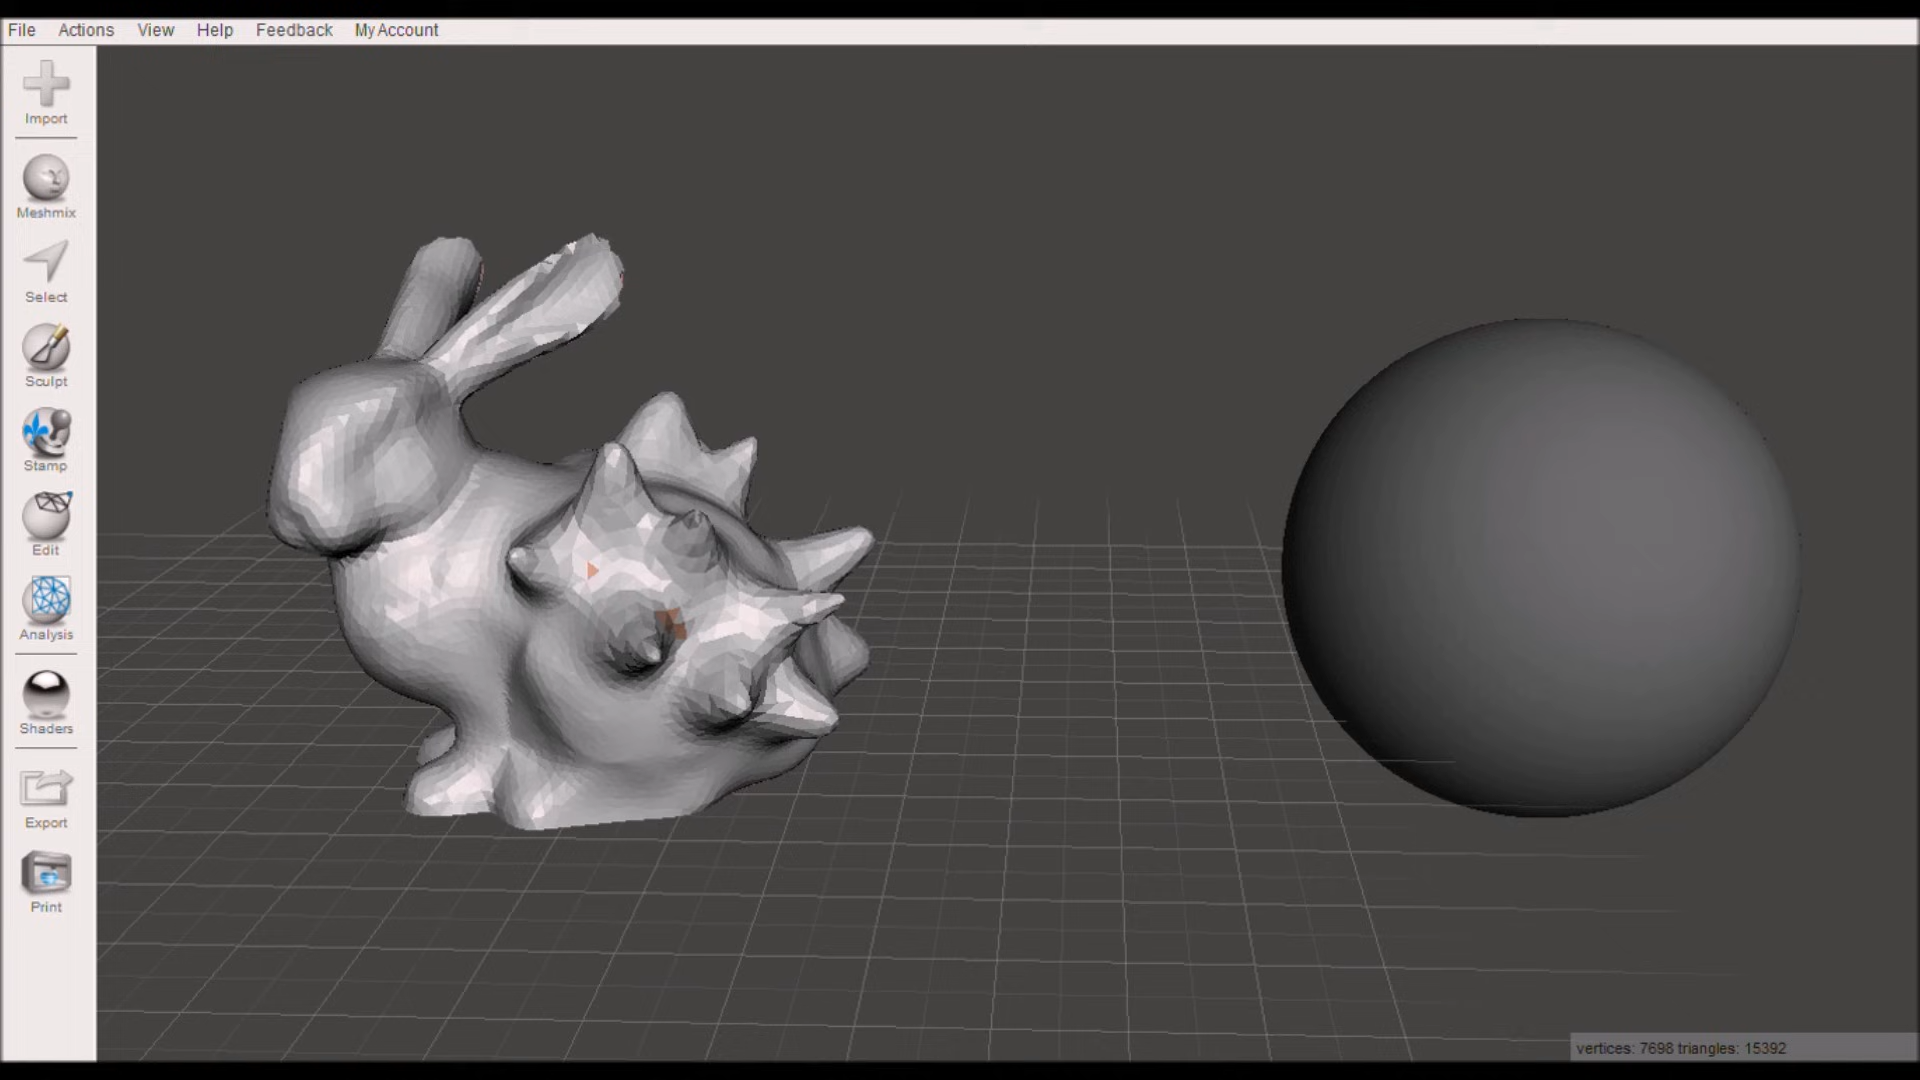 File Actions View Help Feedback My Account
Import
Meshmix
Select
Sculpt
Stamp
Edit
Analysis
Shaders
Export
Print
vertices: 7698 triangles: 15392